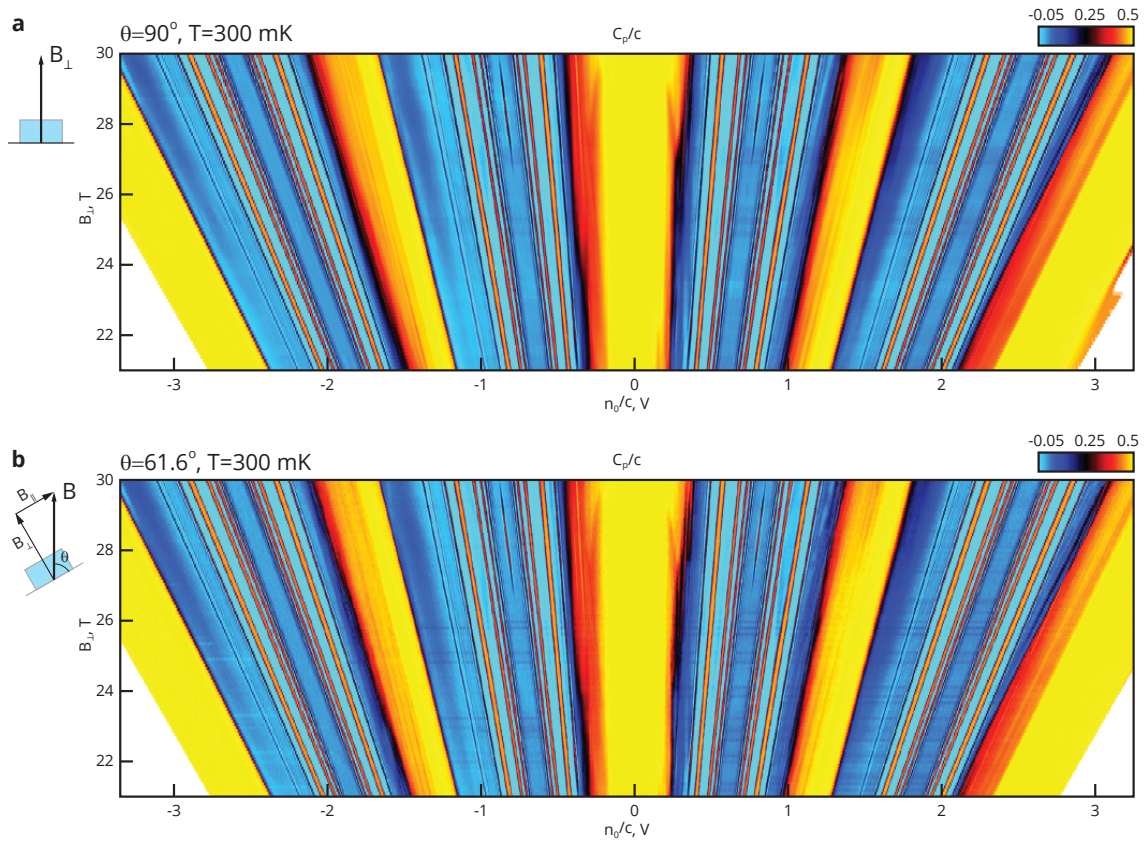 a
θ=90°, T=300 mK
C_p/c
-0.05 0.25 0.5
B_⊥
B_⊥, T
30
28
26
24
22
-3 -2 -1 0 1 2 3
n_0/c, V
b
θ=61.6°, T=300 mK
C_p/c
-0.05 0.25 0.5
B_∥ B
B_⊥ θ
B_⊥, T
30
28
26
24
22
-3 -2 -1 0 1 2 3
n_0/c, V